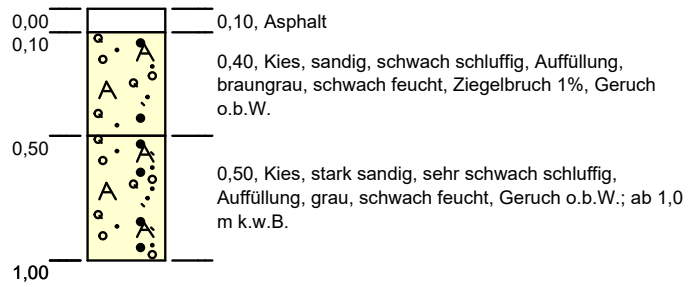 0,00
0,10, Asphalt
0,10
0,40, Kies, sandig, schwach schluffig, Auffüllung,
braungrau, schwach feucht, Ziegelbruch 1%, Geruch
o.b.W.
A
A
0,50
A
0,50, Kies, stark sandig, sehr schwach schluffig,
Auffüllung, grau, schwach feucht, Geruch o.b.W.; ab 1,0
m k.w.B.
A
A
1,00